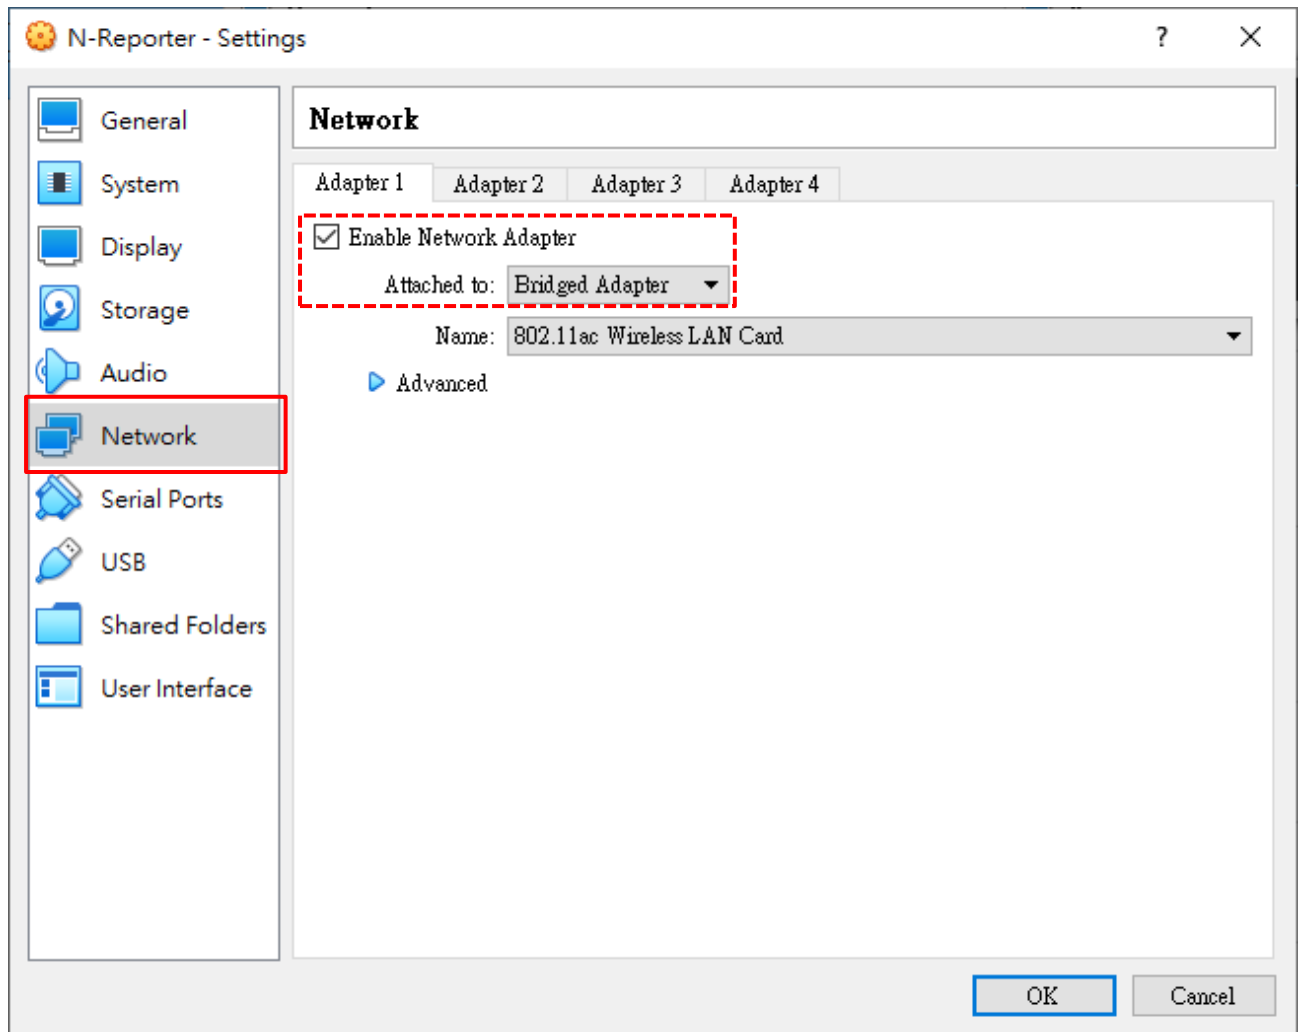 N-Reporter - Settings
?
General
System
Display
Storage
Audio
Network
Serial Ports
USB
Shared Folders
User Interface
Network
Adapter 1
Adapter 2
Adapter 3
Adapter 4
Enable Network Adapter
Attached to: Bridged Adapter
Name: 802.11ac Wireless LAN Card
Advanced
OK
Cancel